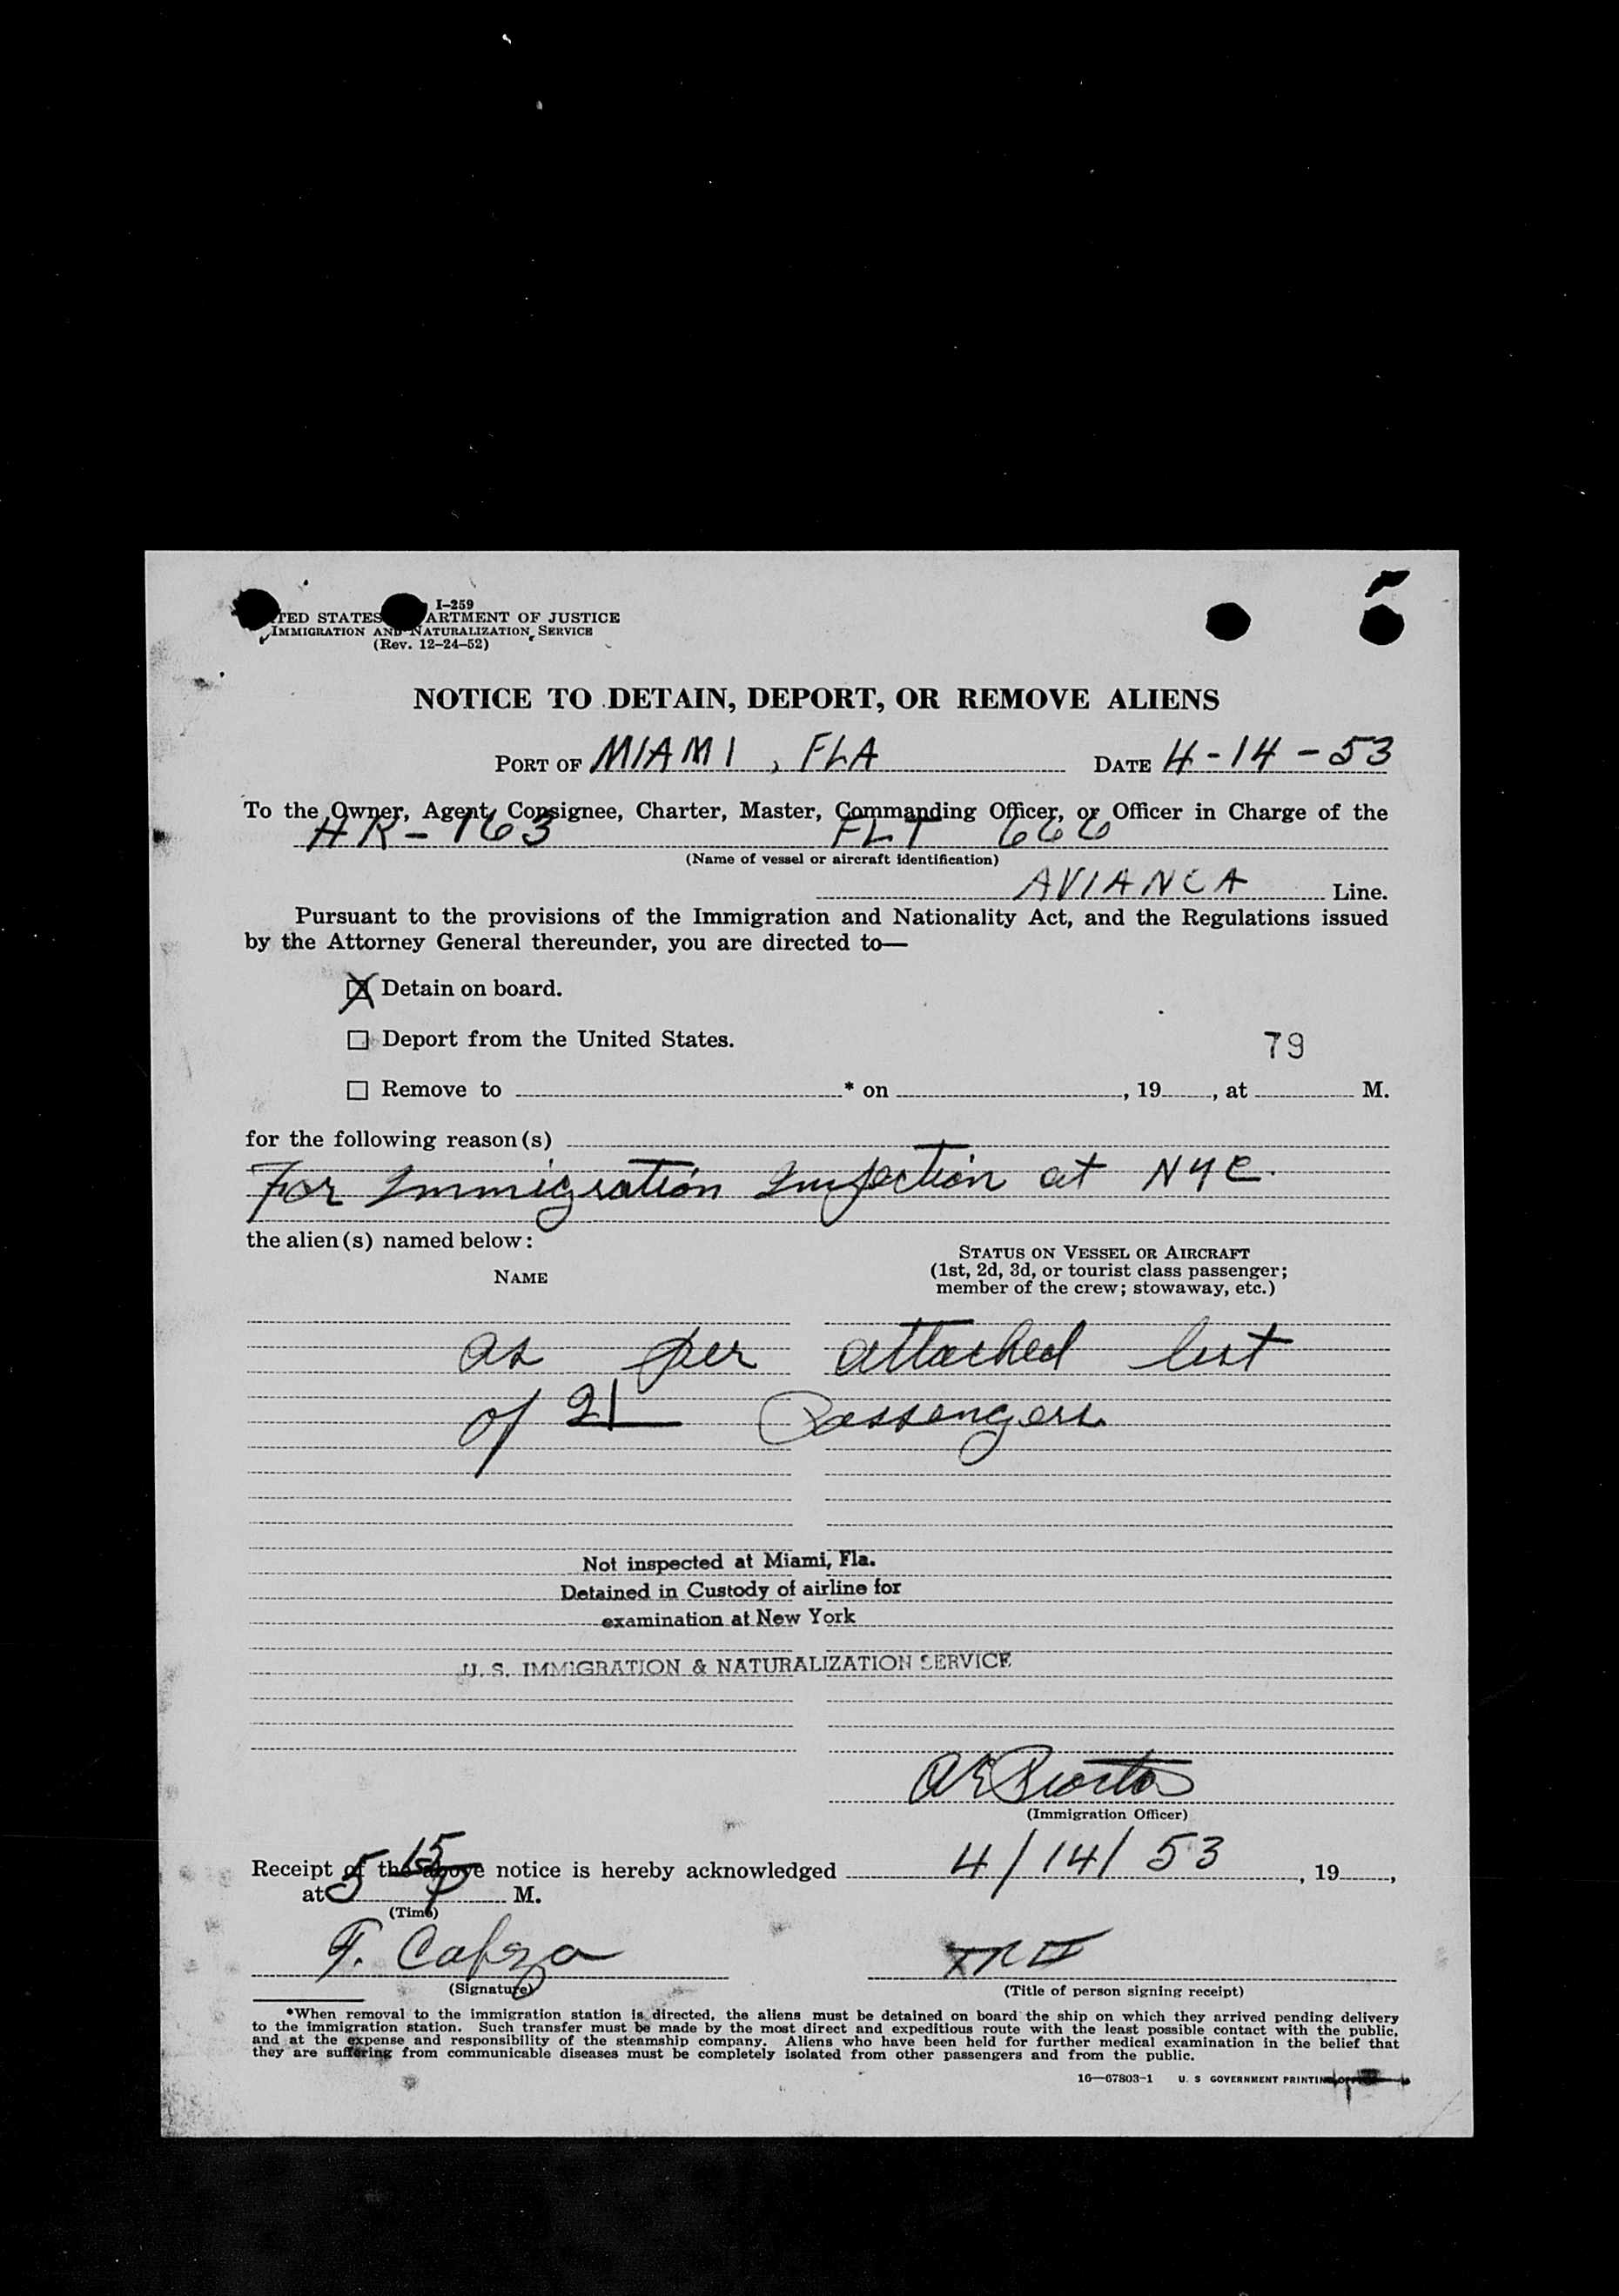 I-259
TED STATES ARTMENT OF JUSTICE
IMMIGRATION AND NATURALIZATION SERVICE
(Rev. 12-24-52)
NOTICE TO DETAIN, DEPORT, OR REMOVE ALIENS
PORT OF MIAMI, FLA DATE 4-14-53
To the Owner, Agent, Consignee, Charter, Master, Commanding Officer, or Officer in Charge of the
HK-163 FLT 666
(Name of vessel or aircraft identification)
AVIANCA Line.
Pursuant to the provisions of the Immigration and Nationality Act, and the Regulations issued
by the Attorney General thereunder, you are directed to—
☒ Detain on board.
☐ Deport from the United States.
79
☐ Remove to * on , 19 , at M.
for the following reason(s)
For Immigration Inspection at NYC.
the alien(s) named below:
NAME
STATUS ON VESSEL OR AIRCRAFT
(1st, 2d, 3d, or tourist class passenger;
member of the crew; stowaway, etc.)
as per attached list
of 21 Passengers
Not inspected at Miami, Fla.
Detained in Custody of airline for
examination at New York
U. S. IMMIGRATION & NATURALIZATION SERVICE
(Immigration Officer)
Receipt of the above notice is hereby acknowledged 4/14/53 , 19 ,
at 5 15 P M.
(Time)
F.
(Signature)
(Title of person signing receipt)
*When removal to the immigration station is directed, the aliens must be detained on board the ship on which they arrived pending delivery
to the immigration station. Such transfer must be made by the most direct and expeditious route with the least possible contact with the public,
and at the expense and responsibility of the steamship company. Aliens who have been held for further medical examination in the belief that
they are suffering from communicable diseases must be completely isolated from other passengers and from the public.
16—67803-1 U. S GOVERNMENT PRINTING OFFICE